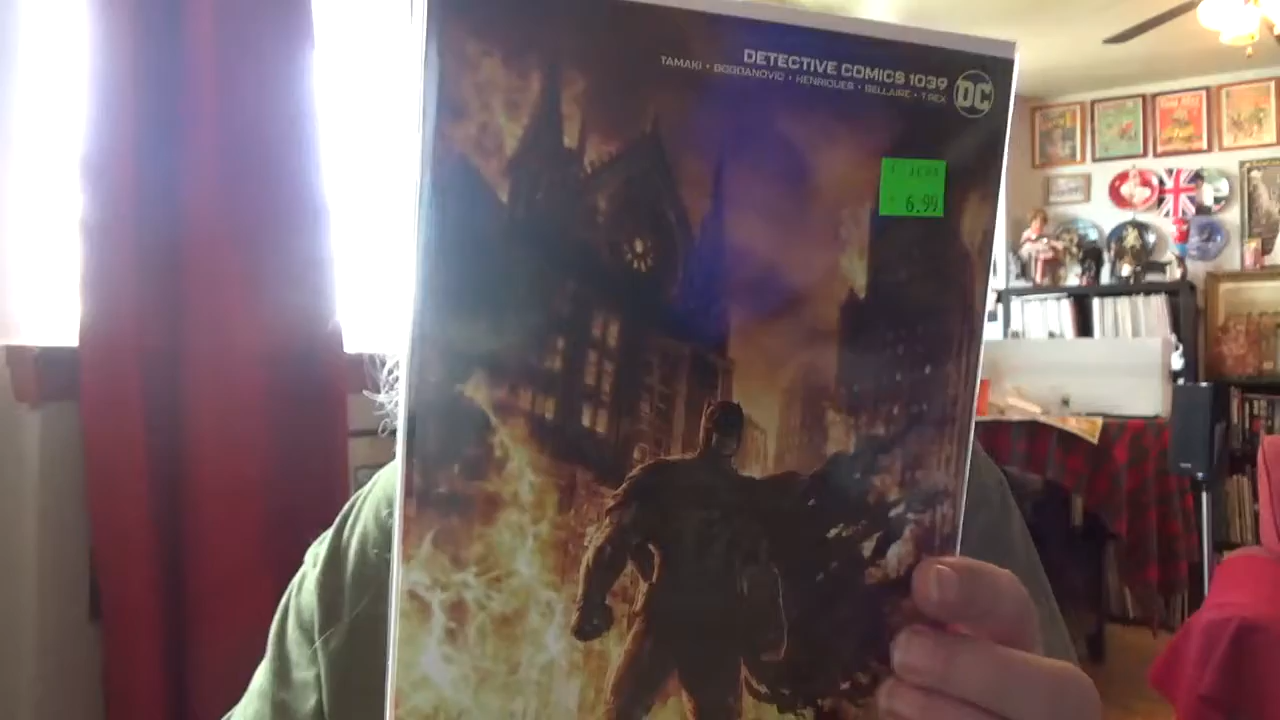 DETECTIVE COMICS 1039
TAMAKI • BOGDANOVIC • HENRIQUES • BELLAIRE • T.REX
DC
6.99